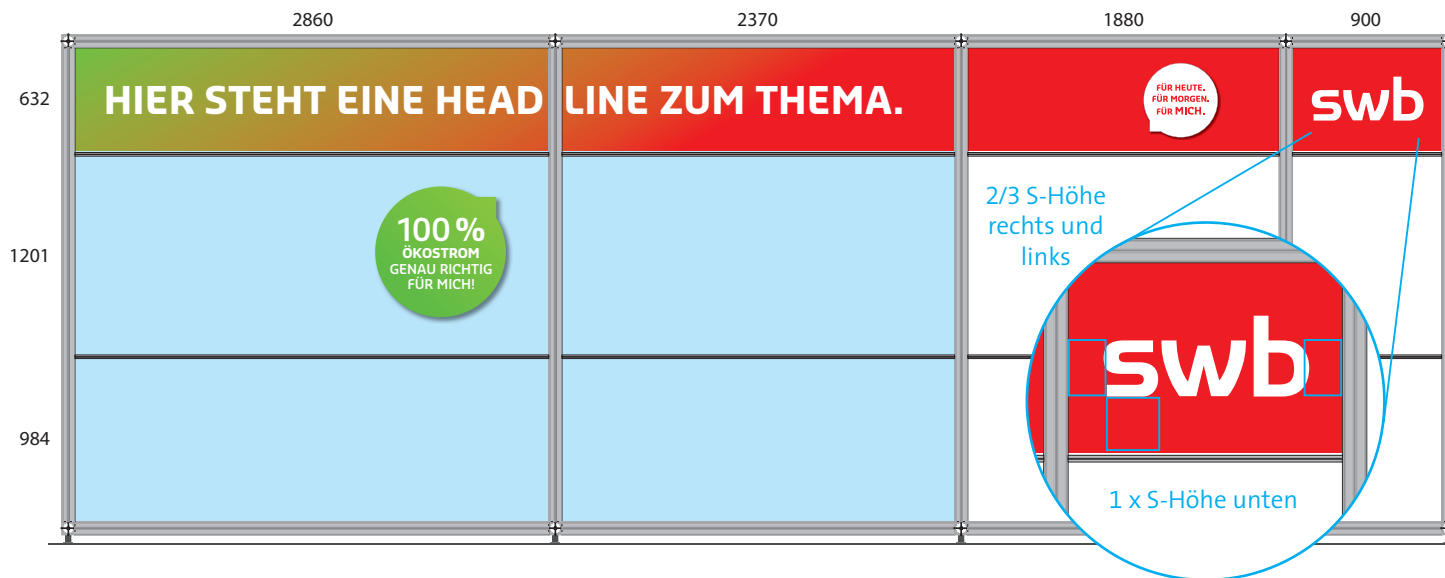 2860
2370
1880
900
632
HIER STEHT EINE HEAD LINE ZUM THEMA.
FÜR HEUTE.
FÜR MORGEN.
FÜR MICH.
swb
2/3 S-Höhe
rechts und
links
1201
100 %
ÖKOSTROM
GENAU RICHTIG
FÜR MICH!
swb
984
1 x S-Höhe unten